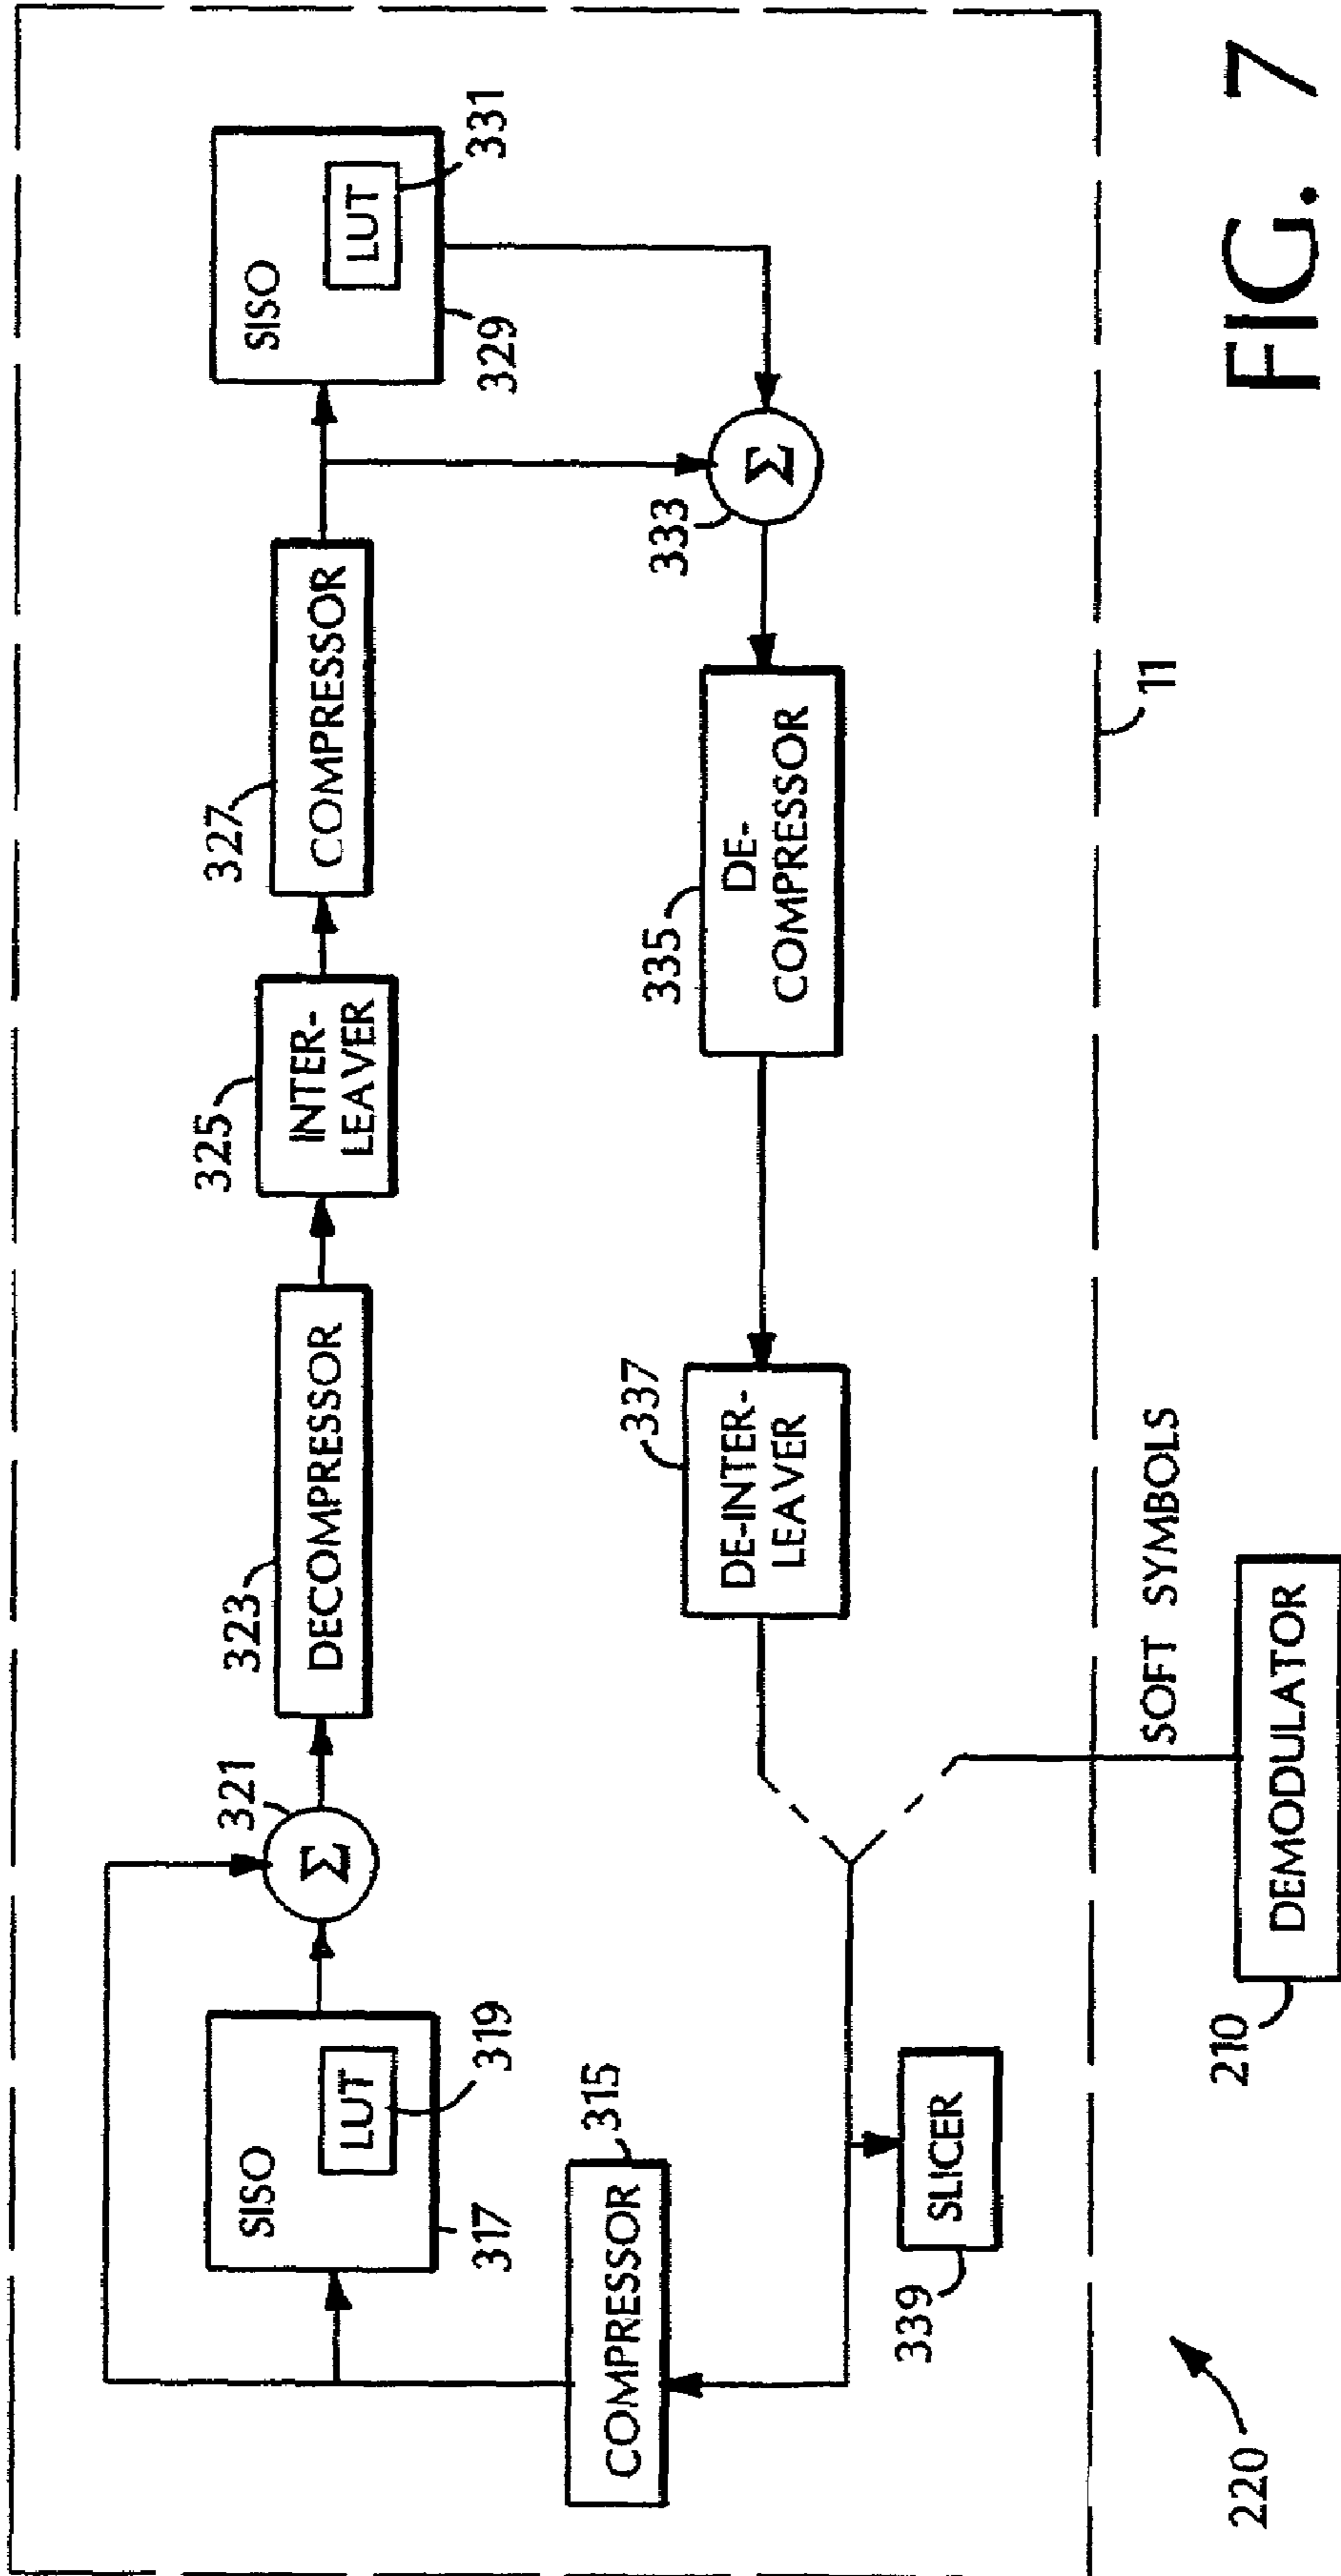 331
LUT
SISO
329
333
Σ
327
COMPRESSOR
335
DE-
COMPRESSOR
11
325
INTER-
LEAVER
323
DECOMPRESSOR
337
DE-INTER-
LEAVER
SOFT SYMBOLS
321
Σ
319
LUT
SISO
317
315
COMPRESSOR
SLICER
339
DEMODULATOR
210
220
FIG. 7